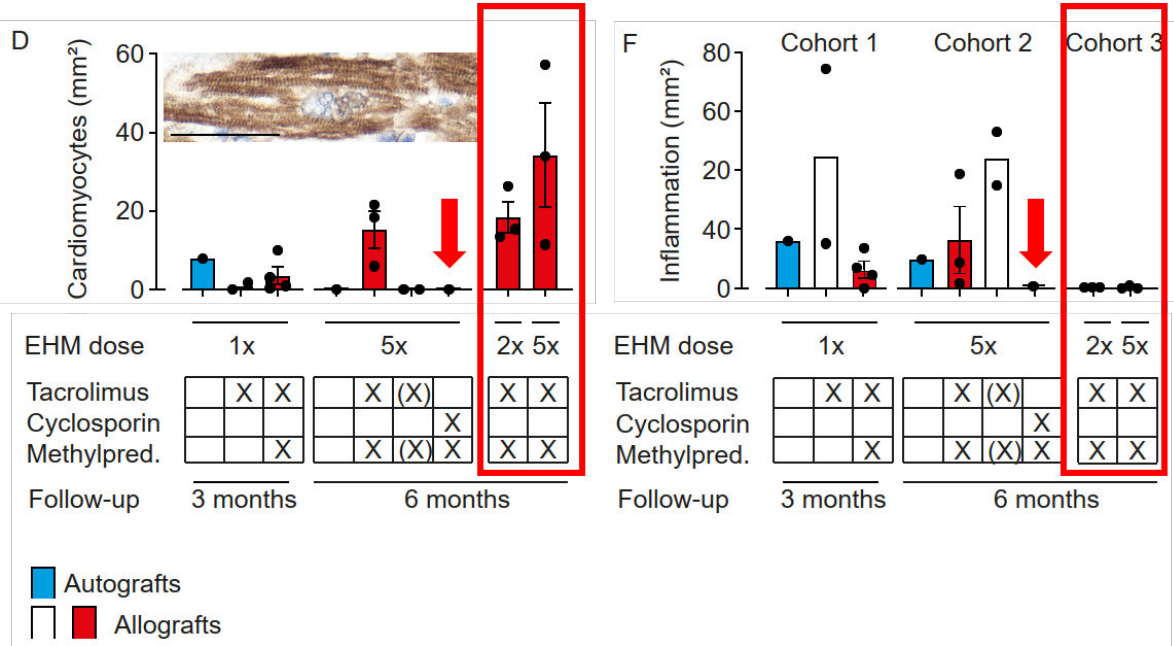 D
Cardiomyocytes (mm²)
60
40
20
0
EHM dose 1x 5x 2x 5x
Tacrolimus X X X (X) X X
Cyclosporin X
Methylpred. X X (X) X X X
Follow-up 3 months 6 months
F Cohort 1 Cohort 2 Cohort 3
Inflammation (mm²)
80
60
20
40
0
EHM dose 1x 5x 2x 5x
Tacrolimus X X X (X) X X
Cyclosporin X
Methylpred. X X (X) X X X
Follow-up 3 months 6 months
Autografts
Allografts